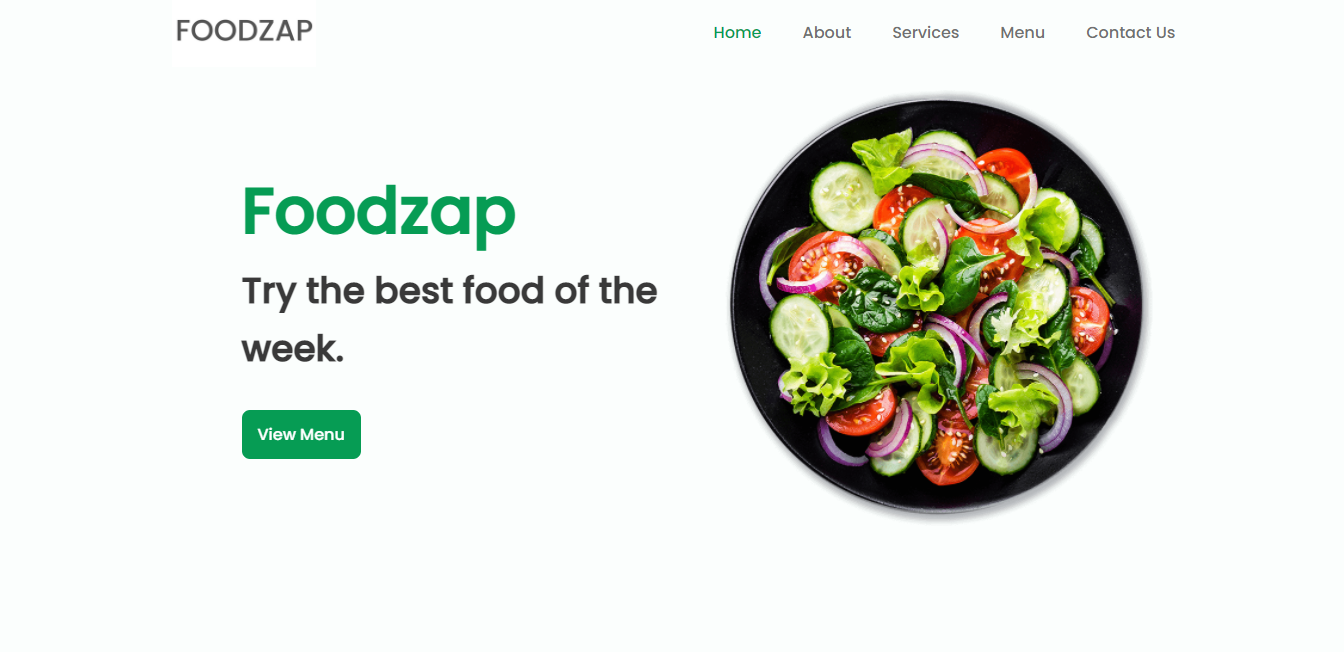 FOODZAP
Home About Services Menu Contact Us
Foodzap
Try the best food of the
week.
View Menu